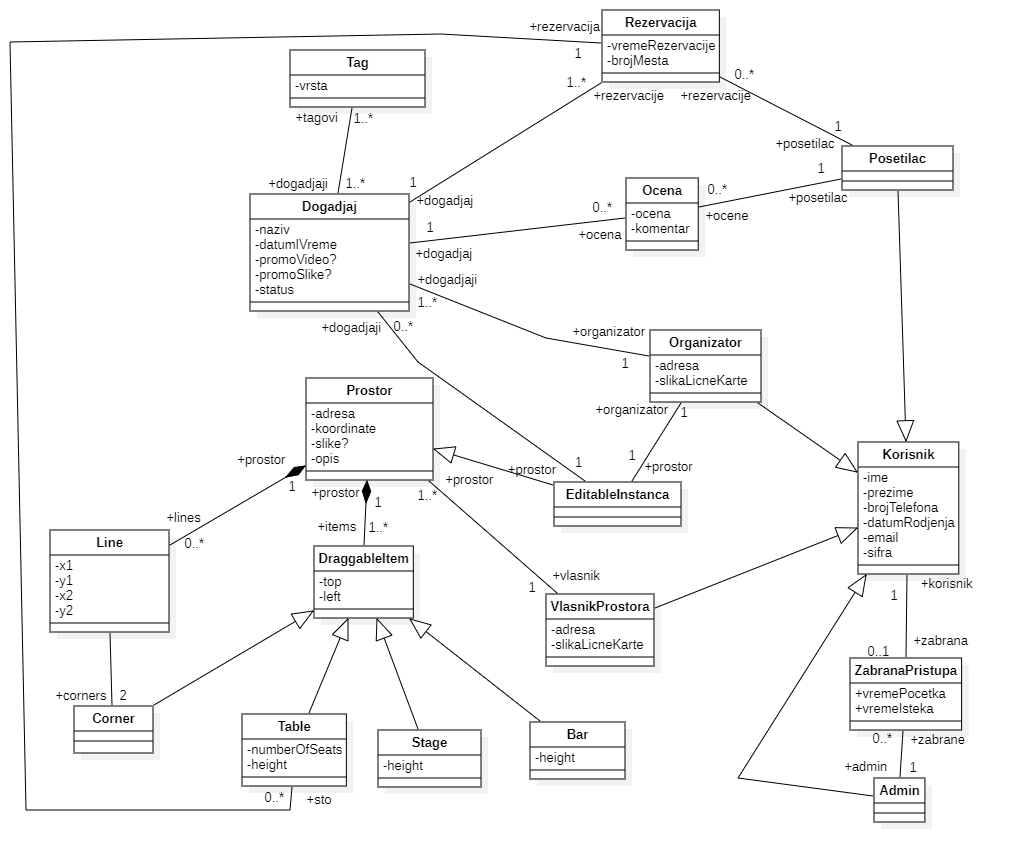 +rezervacija
Rezervacija
-vremeRezervacije
-brojMesta
1
1..*
+rezervacije
+rezervacije
0..*
Tag
-vrsta
+tagovi
1..*
1
+posetilac
Posetilac
1
+posetilac
+dogadjaji
1..*
1
+dogadjaj
Dogadjaj
-naziv
-datumIVreme
-promoVideo?
-promoSlike?
-status
Ocena
-ocena
-komentar
0..*
+ocene
0..*
+ocena
1
+dogadjaj
+dogadjaji
1..*
+dogadjaji
0..*
+organizator
1
Organizator
-adresa
-slikaLicneKarte
+organizator
1
Prostor
-adresa
-koordinate
-slike?
-opis
+prostor
1
+prostor
1
1..*
+prostor
+prostor
1
1
+prostor
EditableInstanca
Korisnik
-ime
-prezime
-brojTelefona
-datumRodjenja
-email
-sifra
+lines
0..*
+items
1..*
Line
-x1
-y1
-x2
-y2
DraggableItem
-top
-left
+vlasnik
1
VlasnikProstora
-adresa
-slikaLicneKarte
+korisnik
1
+zabrana
0..1
ZabranaPristupa
+vremePocetka
+vremeIsteka
0..*
+zabrane
+corners
2
Corner
Table
-numberOfSeats
-height
Stage
-height
Bar
-height
+admin
1
Admin
0..*
+sto